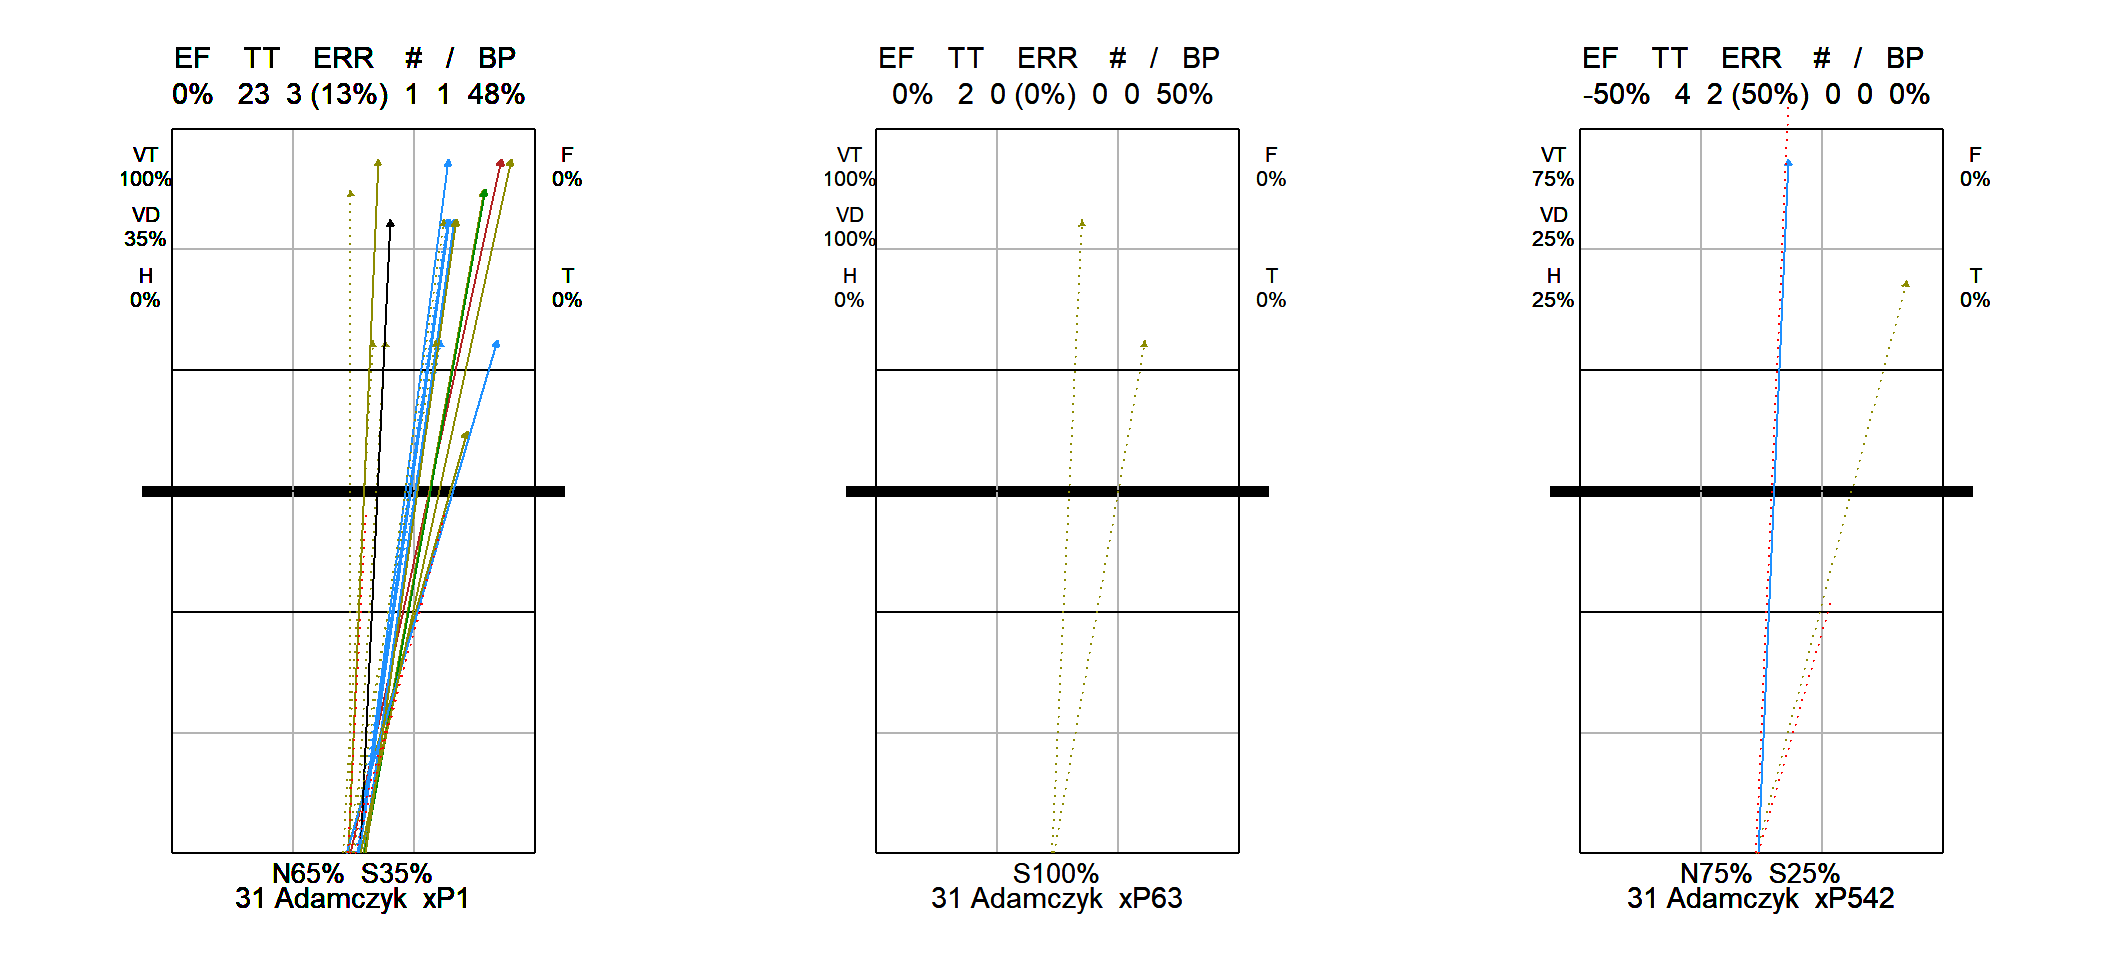 EF TT ERR # / BP
0% 23 3 (13%) 1 1 48%
VT
100%
VD
35%
H
0%
F
0%
T
0%
N65% S35%
31 Adamczyk xP1
EF TT ERR # / BP
0% 2 0 (0%) 0 0 50%
VT
100%
VD
100%
H
0%
F
0%
T
0%
S100%
31 Adamczyk xP63
EF TT ERR # / BP
-50% 4 2 (50%) 0 0 0%
VT
75%
VD
25%
H
25%
F
0%
T
0%
N75% S25%
31 Adamczyk xP542